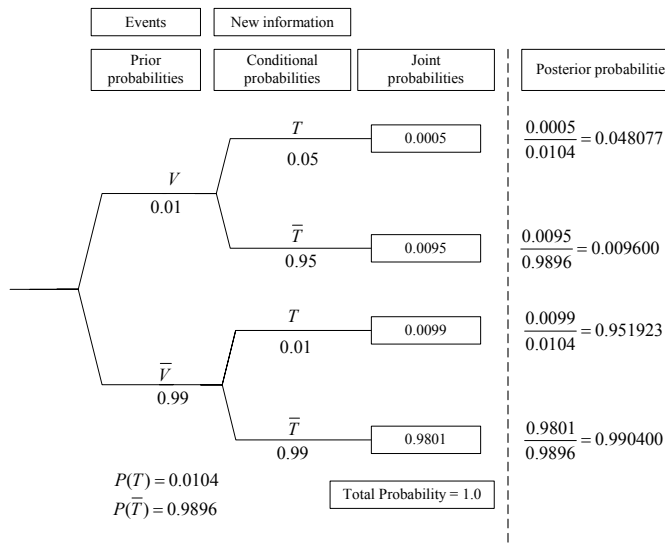 Events
New information
Prior
probabilities
Conditional
probabilities
Joint
probabilities
Posterior probabilitie
T
0.05
0.0005
0.0005
0.0104
= 0.048077
V
0.01
T̅
0.95
0.0095
0.0095
0.9896
= 0.009600
T
0.01
0.0099
0.0099
0.0104
= 0.951923
V̅
0.99
T̅
0.99
0.9801
0.9801
0.9896
= 0.990400
P(T) = 0.0104
P(T̅) = 0.9896
Total Probability = 1.0